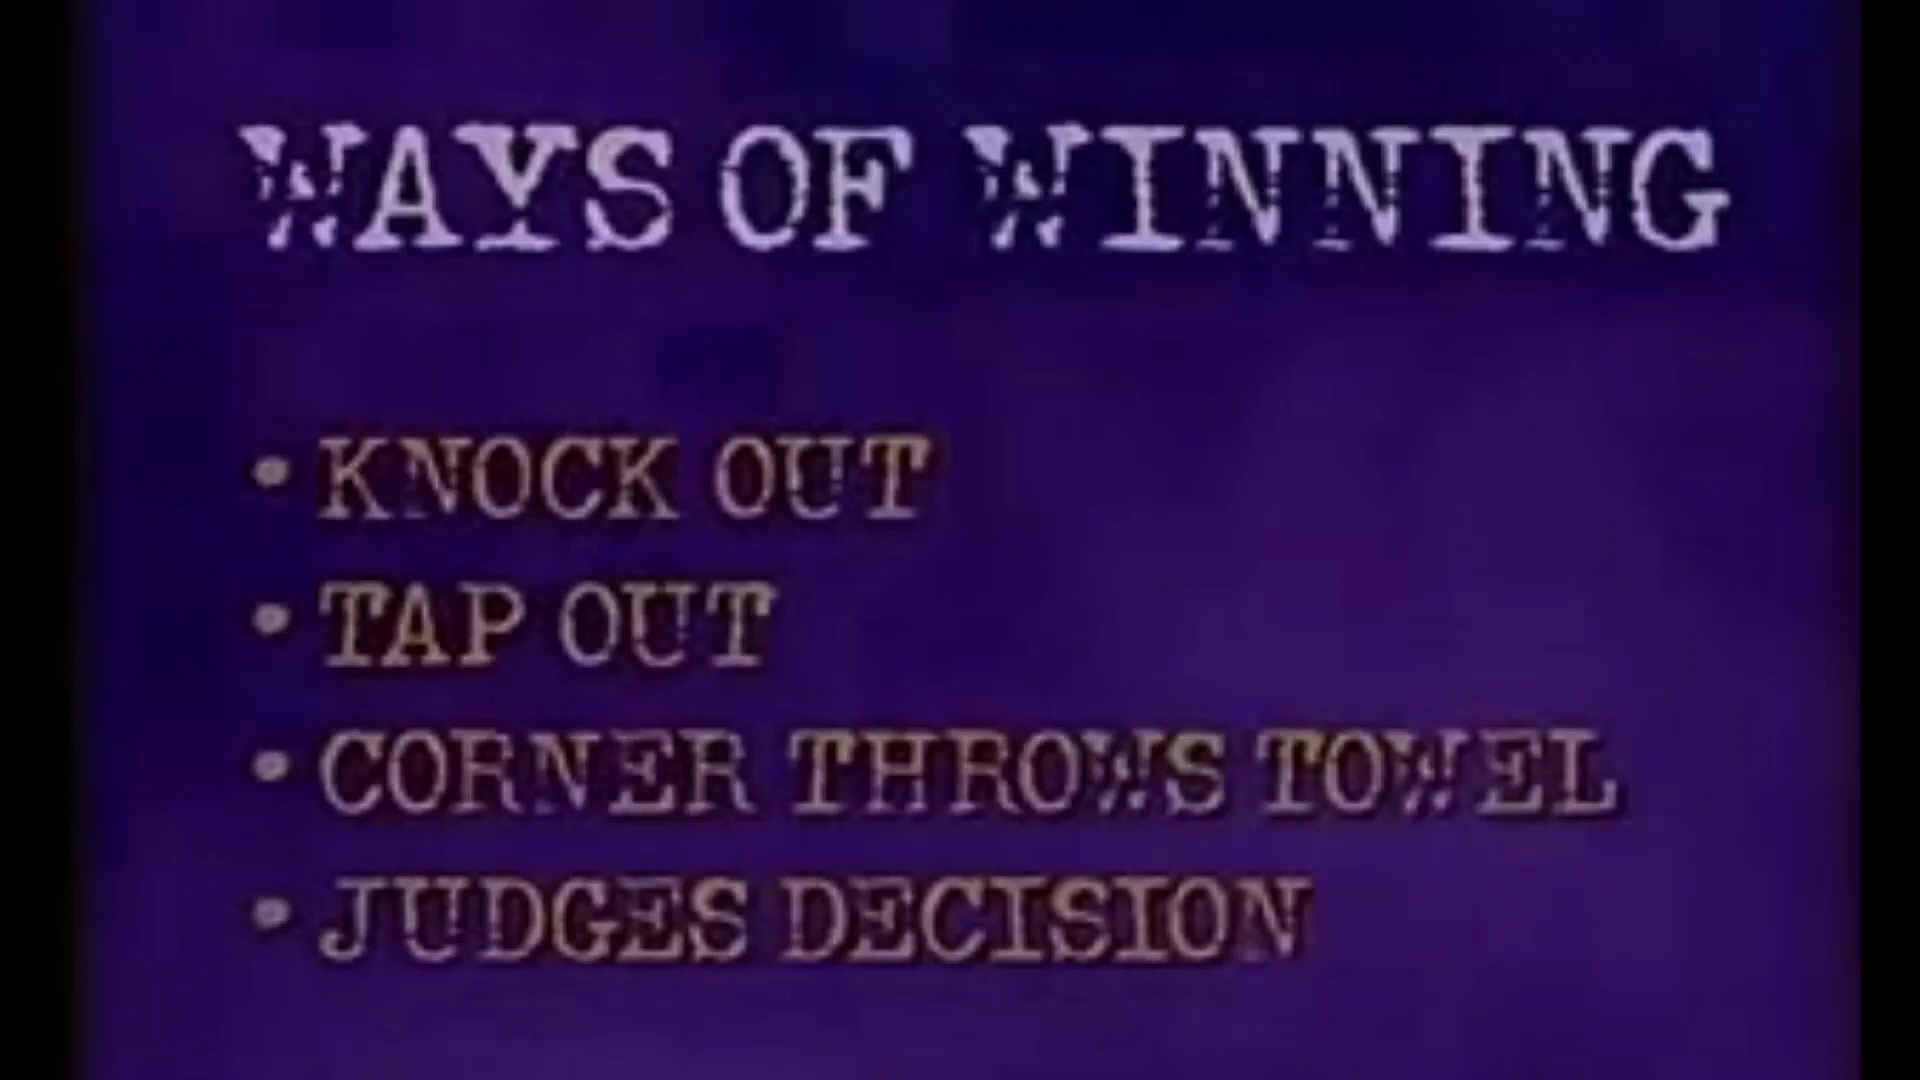 WAYS OF WINNING
• KNOCK OUT
• TAP OUT
• CORNER THROWS TOWEL
• JUDGES DECISION